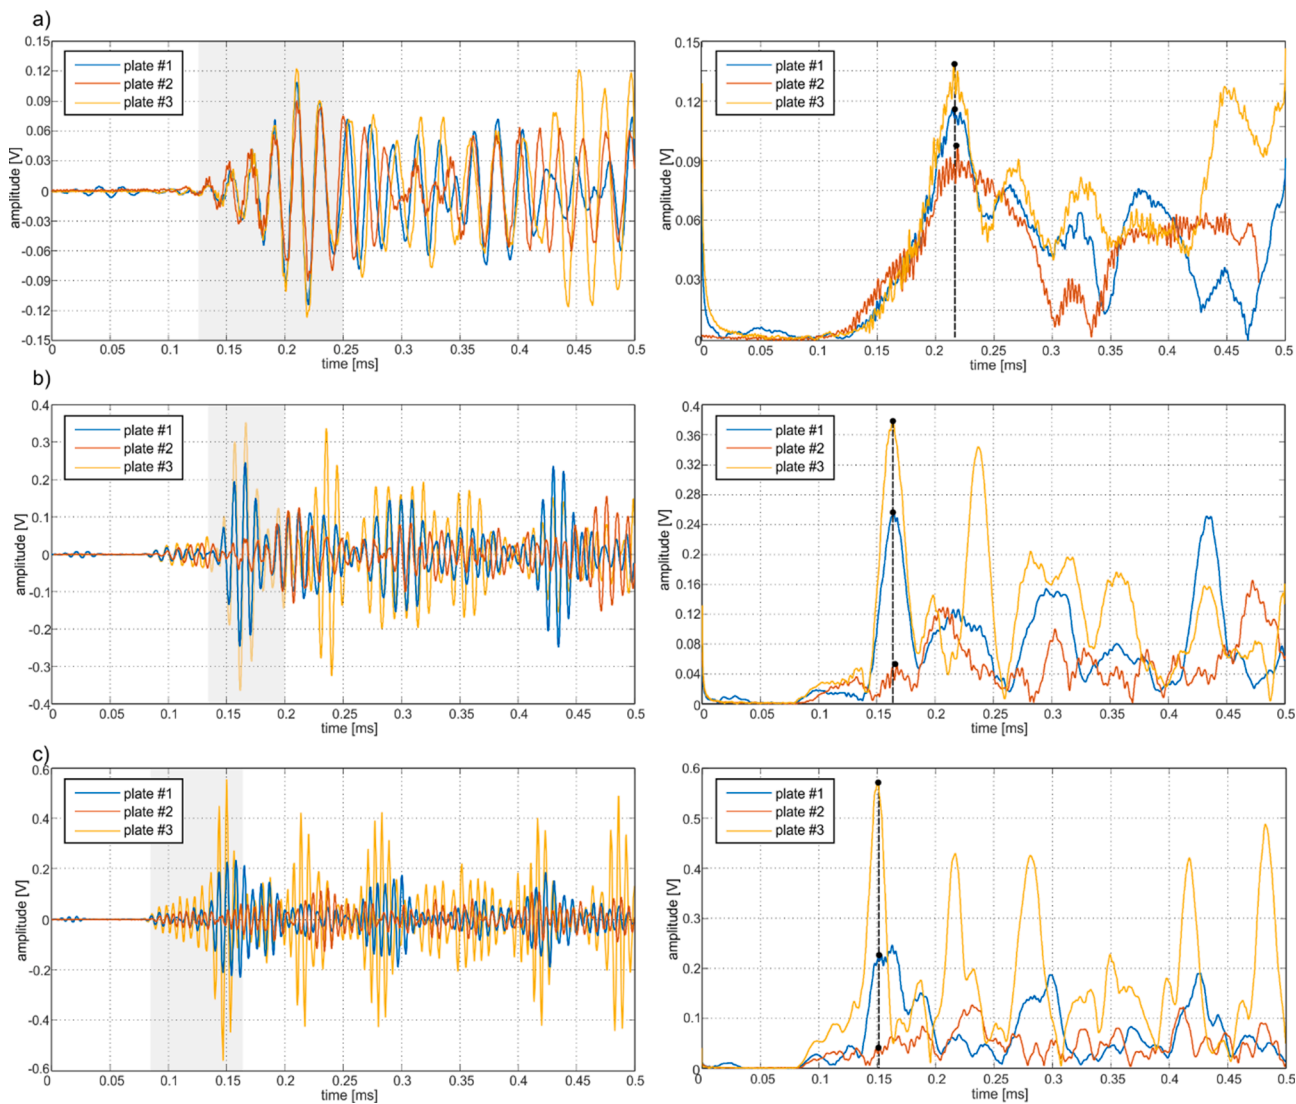 a)
0.15
0.12
0.09
0.06
0.03
0
-0.03
-0.06
-0.09
-0.12
-0.15
amplitude [V]
plate #1
plate #2
plate #3
0 0.05 0.1 0.15 0.2 0.25 0.3 0.35 0.4 0.45 0.5
time [ms]
0.15
0.12
0.09
0.06
0.03
0
amplitude [V]
plate #1
plate #2
plate #3
0 0.05 0.1 0.15 0.2 0.25 0.3 0.35 0.4 0.45 0.5
time [ms]
b)
0.4
0.3
0.2
0.1
0
-0.1
-0.2
-0.3
-0.4
amplitude [V]
plate #1
plate #2
plate #3
0 0.05 0.1 0.15 0.2 0.25 0.3 0.35 0.4 0.45 0.5
time [ms]
0.4
0.36
0.32
0.28
0.24
0.2
0.16
0.12
0.08
0.04
0
amplitude [V]
plate #1
plate #2
plate #3
0 0.05 0.1 0.15 0.2 0.25 0.3 0.35 0.4 0.45 0.5
time [ms]
c)
0.6
0.4
0.2
0
-0.2
-0.4
-0.6
amplitude [V]
plate #1
plate #2
plate #3
0 0.05 0.1 0.15 0.2 0.25 0.3 0.35 0.4 0.45 0.5
time [ms]
0.6
0.5
0.4
0.3
0.2
0.1
0
amplitude [V]
plate #1
plate #2
plate #3
0 0.05 0.1 0.15 0.2 0.25 0.3 0.35 0.4 0.45 0.5
time [ms]